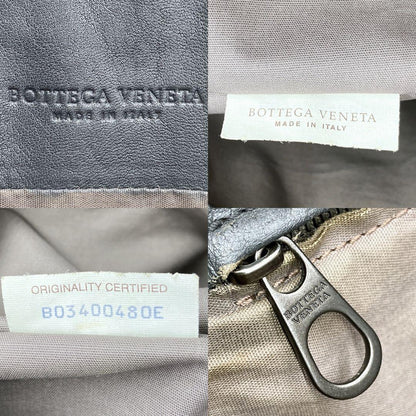 BOTTEGA VENETA
MADE IN ITALY
BOTTEGA VENETA
MADE IN ITALY
ORIGINALITY CERTIFIED
B03400480E
BOTTEGA
VENETA